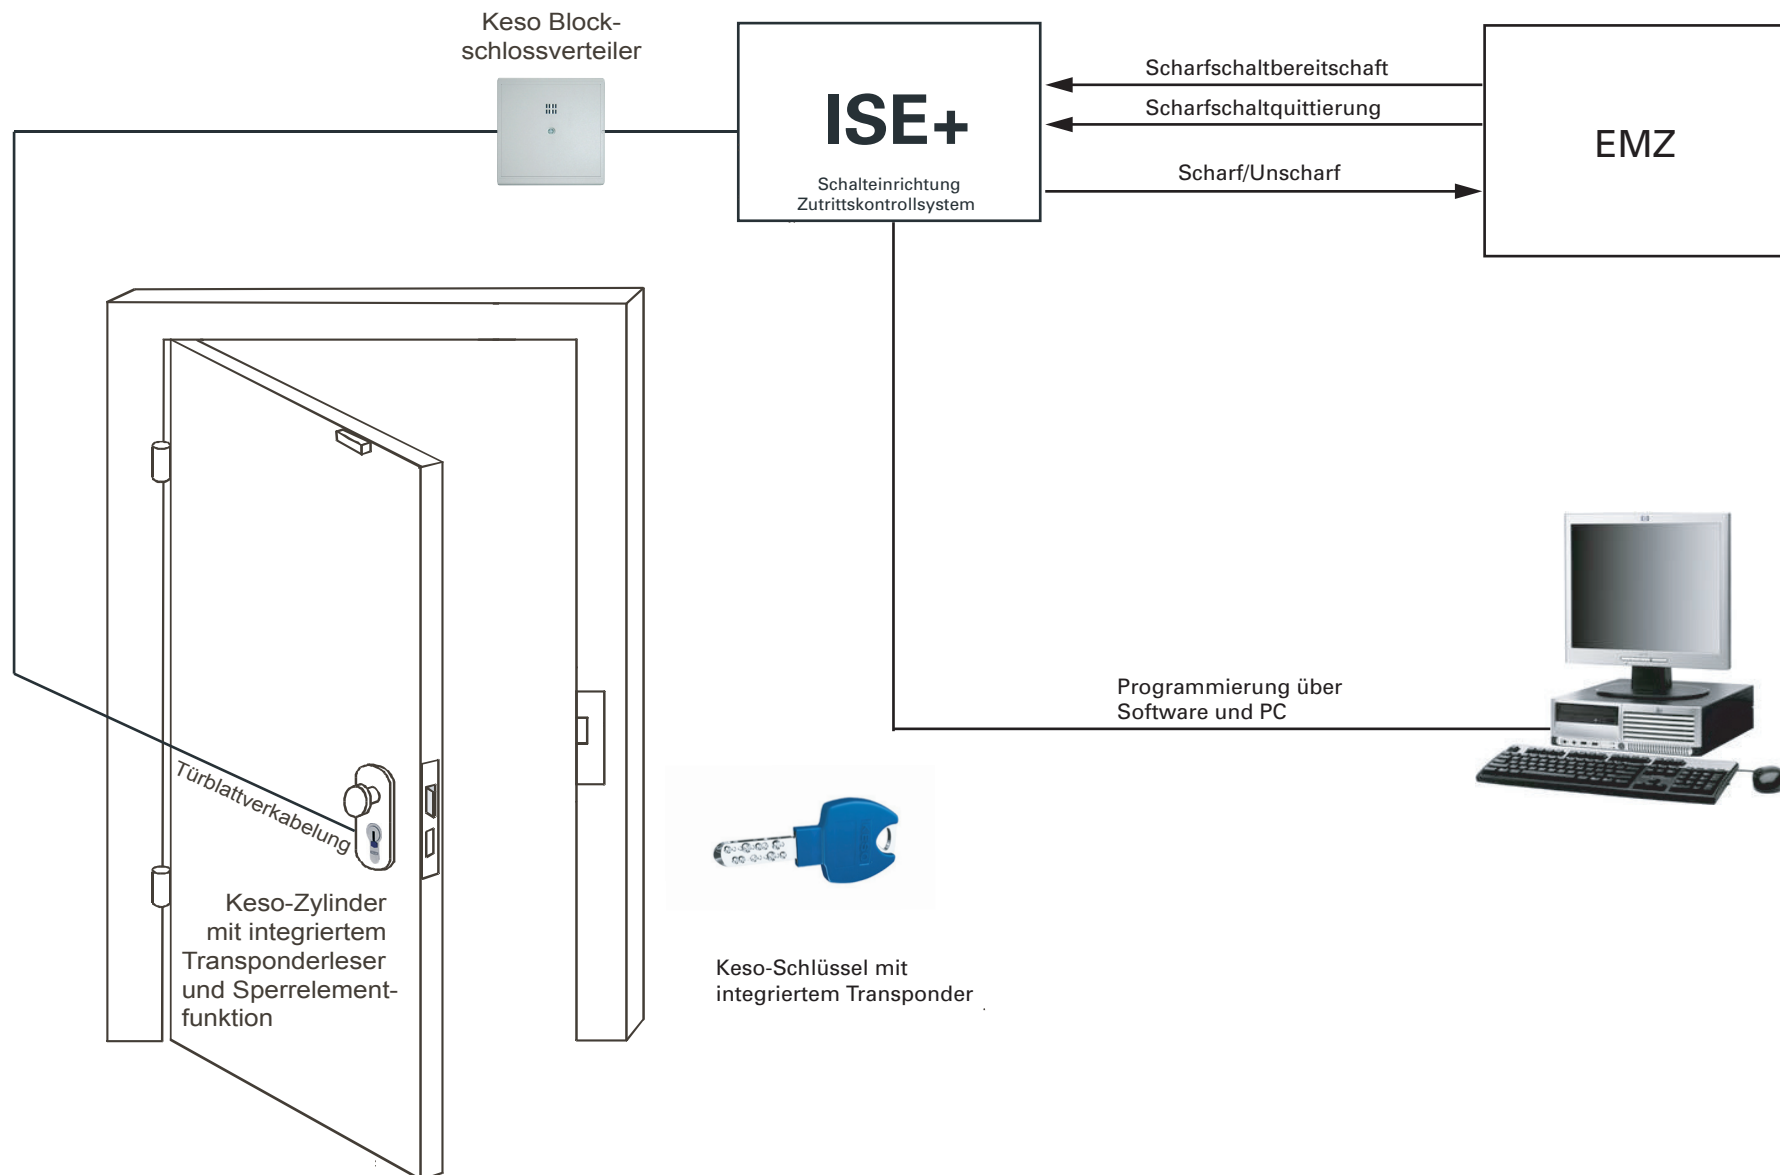 Keso Block-
schlossverteiler
ISE+
Schalteinrichtung
Zutrittskontrollsystem
Scharfschaltbereitschaft
Scharfschaltquittierung
Scharf/Unscharf
EMZ
Programmierung über
Software und PC
Türblattverkabelung
Keso-Zylinder
mit integriertem
Transponderleser
und Sperrelement-
funktion
Keso-Schlüssel mit
integriertem Transponder